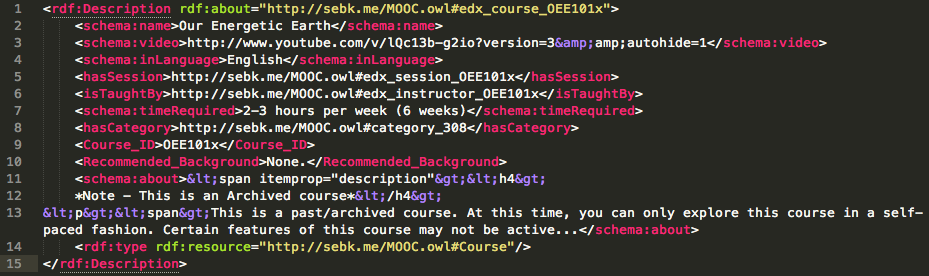 1 <rdf:Description rdf:about="http://sebk.me/MOOC.owl#edx_course_OEE101x">
2 <schema:name>Our Energetic Earth</schema:name>
3 <schema:video>http://www.youtube.com/v/lQc13b-g2io?version=3&amp;amp;autohide=1</schema:video>
4 <schema:inLanguage>English</schema:inLanguage>
5 <hasSession>http://sebk.me/MOOC.owl#edx_session_OEE101x</hasSession>
6 <isTaughtBy>http://sebk.me/MOOC.owl#edx_instructor_OEE101x</isTaughtBy>
7 <schema:timeRequired>2-3 hours per week (6 weeks)</schema:timeRequired>
8 <hasCategory>http://sebk.me/MOOC.owl#category_308</hasCategory>
9 <Course_ID>OEE101x</Course_ID>
10 <Recommended_Background>None.</Recommended_Background>
11 <schema:about>&lt;span itemprop="description"&gt;&lt;h4&gt;
12 *Note - This is an Archived course*&lt;/h4&gt;
13 &lt;p&gt;&lt;span&gt;This is a past/archived course. At this time, you can only explore this course in a self-
paced fashion. Certain features of this course may not be active...</schema:about>
14 <rdf:type rdf:resource="http://sebk.me/MOOC.owl#Course"/>
15 </rdf:Description>